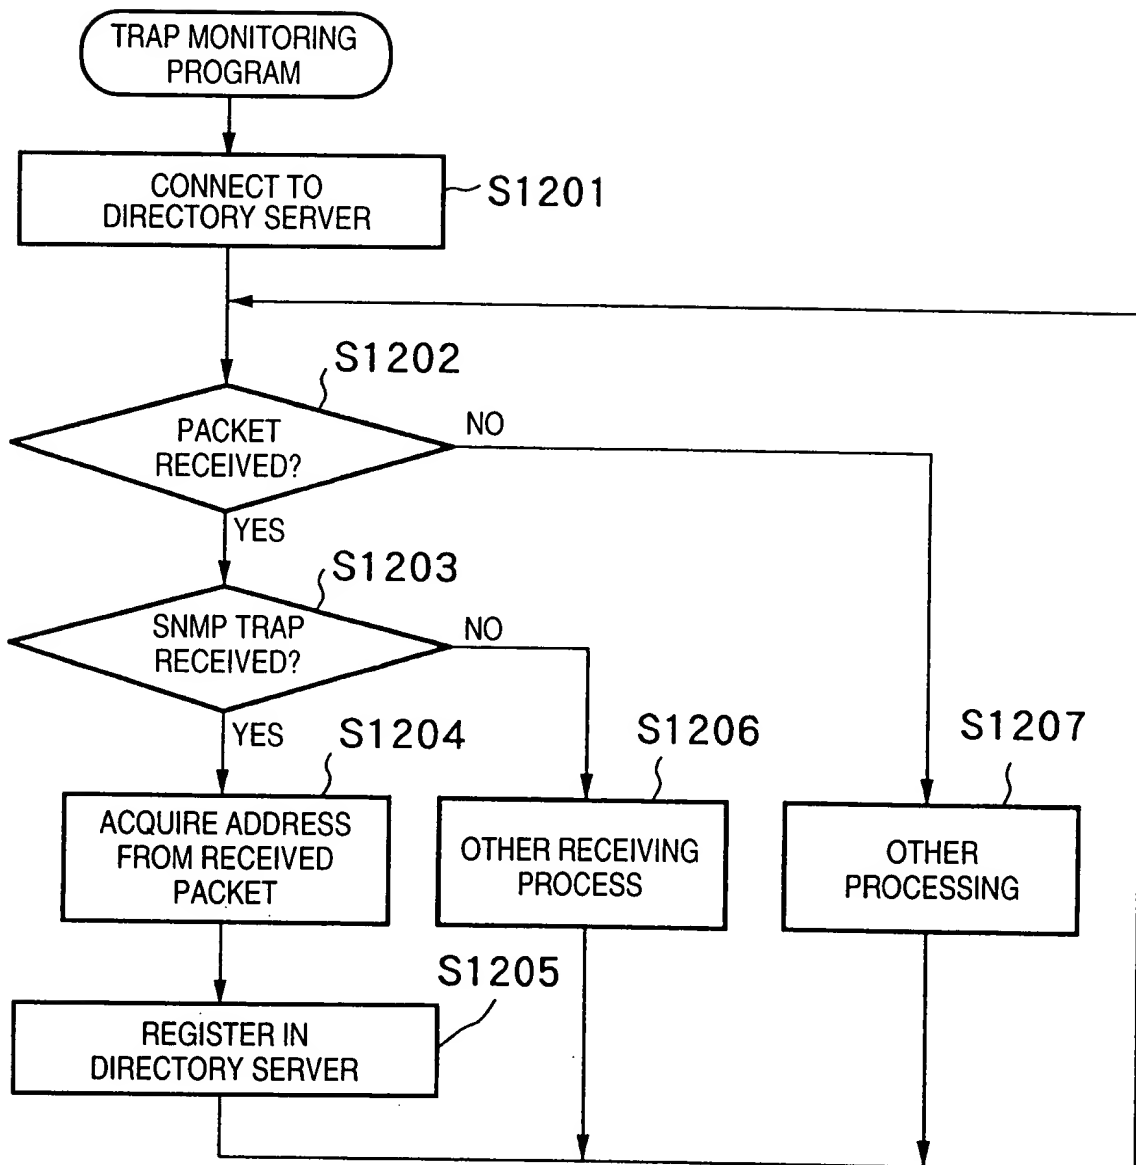 TRAP MONITORING
PROGRAM
CONNECT TO
DIRECTORY SERVER
S1201
S1202
PACKET
RECEIVED?
NO
YES
S1203
SNMP TRAP
RECEIVED?
NO
YES
S1204
S1206
S1207
ACQUIRE ADDRESS
FROM RECEIVED
PACKET
OTHER RECEIVING
PROCESS
OTHER
PROCESSING
S1205
REGISTER IN
DIRECTORY SERVER